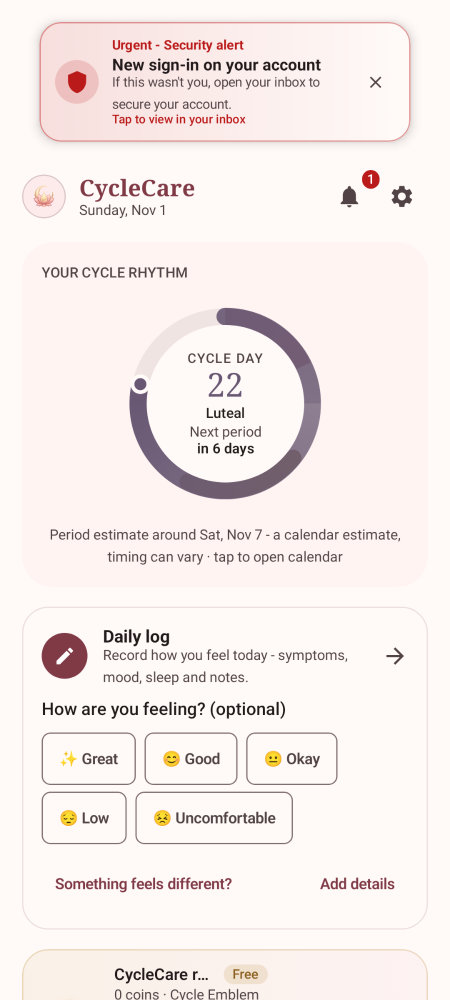 Urgent - Security alert
New sign-in on your account
If this wasn't you, open your inbox to
secure your account.
Tap to view in your inbox
CycleCare
1
Sunday, Nov 1
YOUR CYCLE RHYTHM
CYCLE DAY
22
Luteal
Next period
in 6 days
Period estimate around Sat, Nov 7 - a calendar estimate,
timing can vary · tap to open calendar
Daily log
Record how you feel today - symptoms,
mood, sleep and notes.
How are you feeling? (optional)
✨ Great 😊 Good 😐 Okay
😔 Low 😣 Uncomfortable
Something feels different? Add details
CycleCare r... Free
0 coins · Cycle Emblem